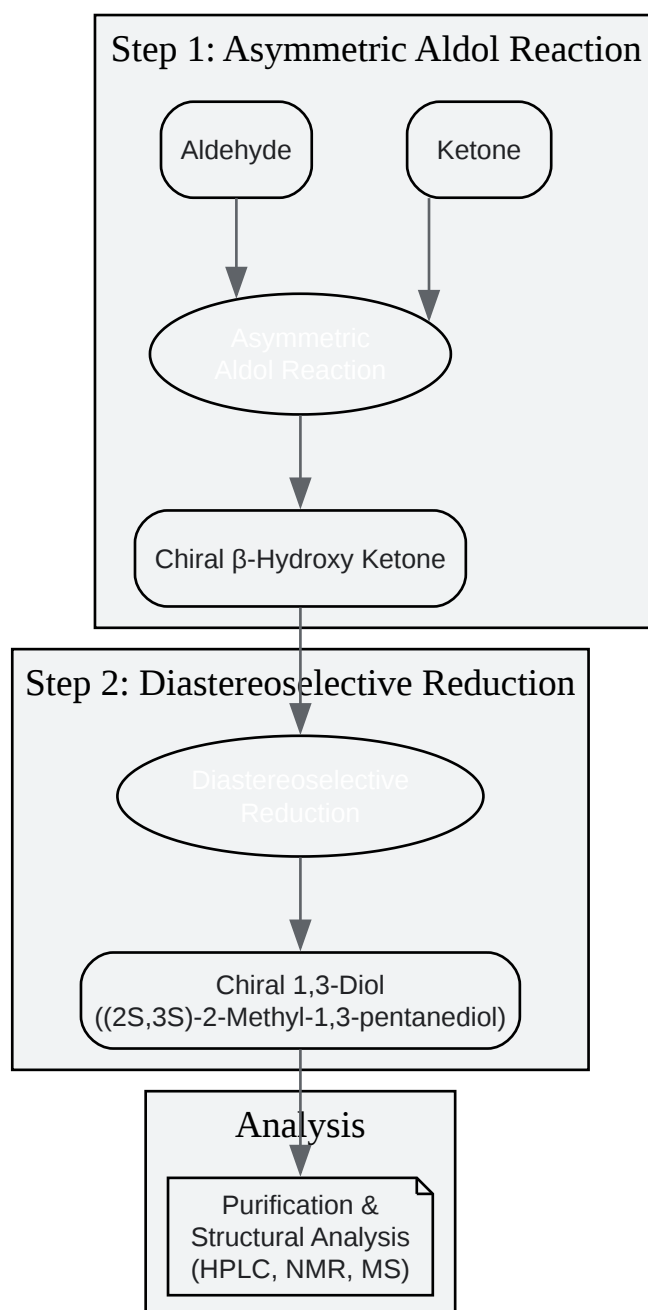 Step 1: Asymmetric Aldol Reaction
Aldehyde
Ketone
Asymmetric
Aldol Reaction
Chiral β-Hydroxy Ketone
Step 2: Diastereoselective Reduction
Diastereoselective
Reduction
Chiral 1,3-Diol
((2S,3S)-2-Methyl-1,3-pentanediol)
Analysis
Purification &
Structural Analysis
(HPLC, NMR, MS)